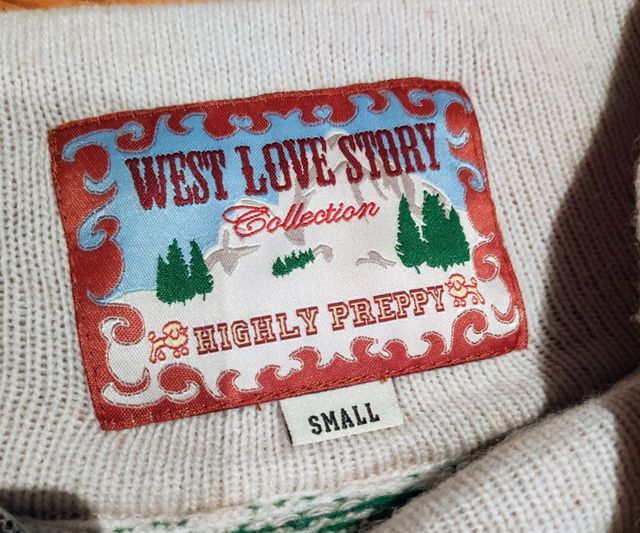 WEST LOVE STORY
Collection
HIGHLY PREPPY
SMALL